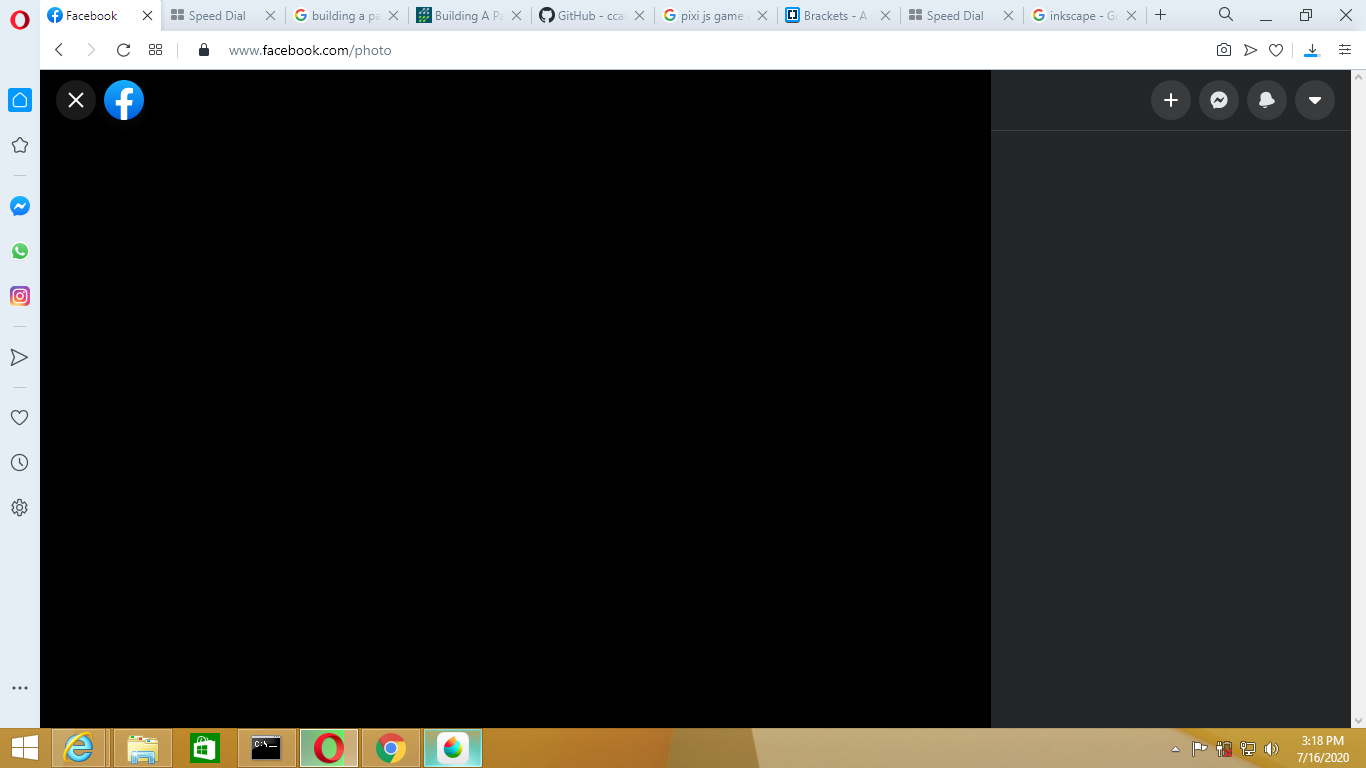 Facebook
Speed Dial
building a pa
Building A Pa
GitHub - cca
pixi js game
Brackets - A
Speed Dial
inkscape - Go
www.facebook.com/photo
C:\_
3:18 PM
7/16/2020